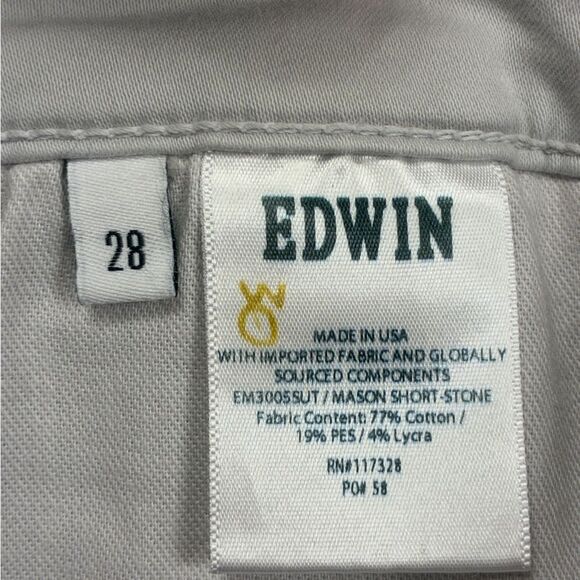 28
EDWIN
MADE IN USA
WITH IMPORTED FABRIC AND GLOBALLY
SOURCED COMPONENTS
EM3005SUT / MASON SHORT-STONE
Fabric Content: 77% Cotton /
19% PES / 4% Lycra
RN#117328
PO# 58